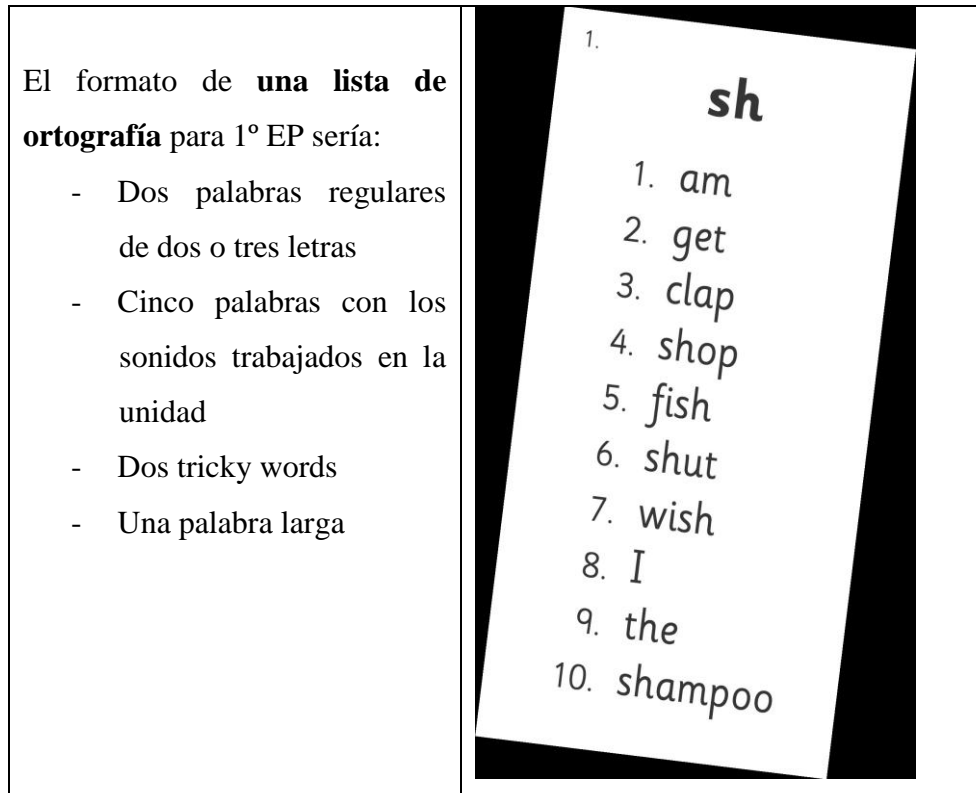 El formato de una lista de
ortografía para 1º EP sería:
- Dos palabras regulares
de dos o tres letras
- Cinco palabras con los
sonidos trabajados en la
unidad
- Dos tricky words
- Una palabra larga
1.
sh
1. am
2. get
3. clap
4. shop
5. fish
6. shut
7. wish
8. I
9. the
10. shampoo